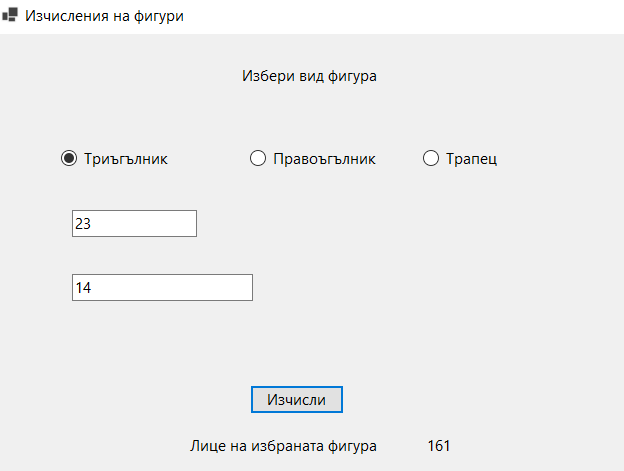 Изчисления на фигури
Избери вид фигура
Триъгълник Правоъгълник Трапец
23
14
Изчисли
Лице на избраната фигура 161